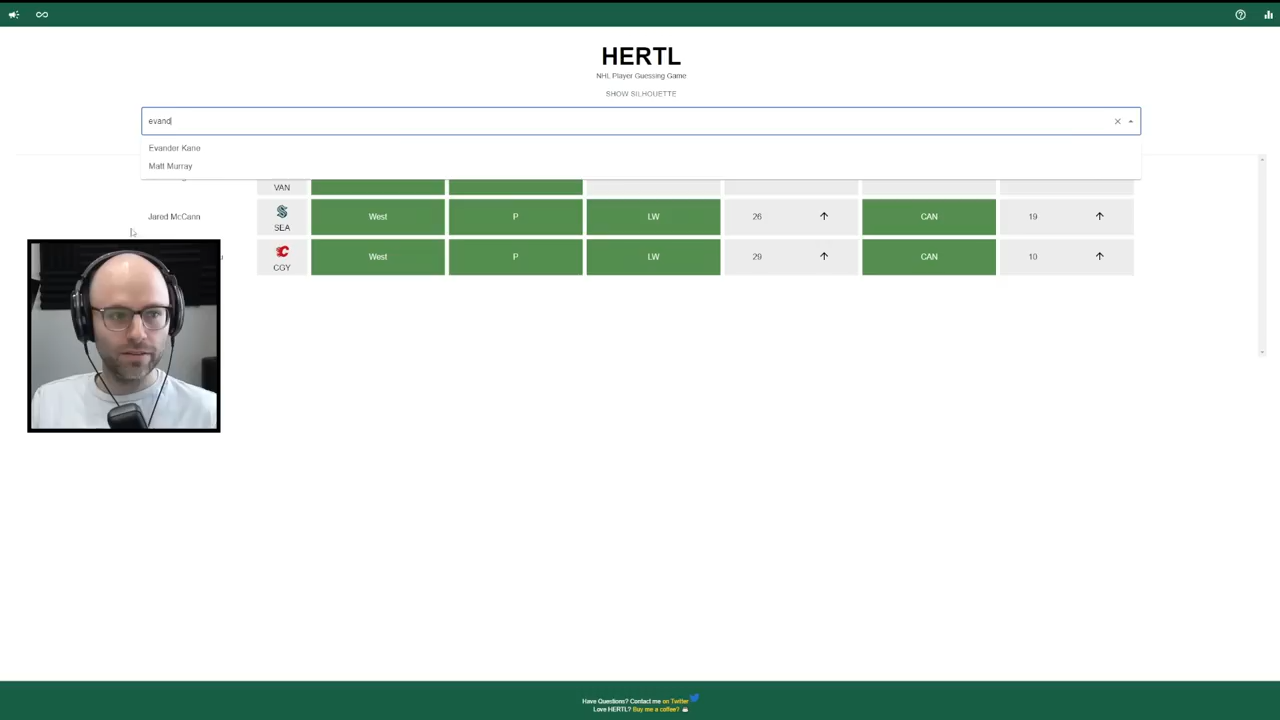 HERTL
NHL Player Guessing Game
SHOW SILHOUETTE
evand
Evander Kane
Matt Murray
VAN
Jared McCann SEA West P LW 26 CAN 19
CGY West P LW 29 CAN 10
Have Questions? Contact me on Twitter
Love HERTL? Buy me a coffee?